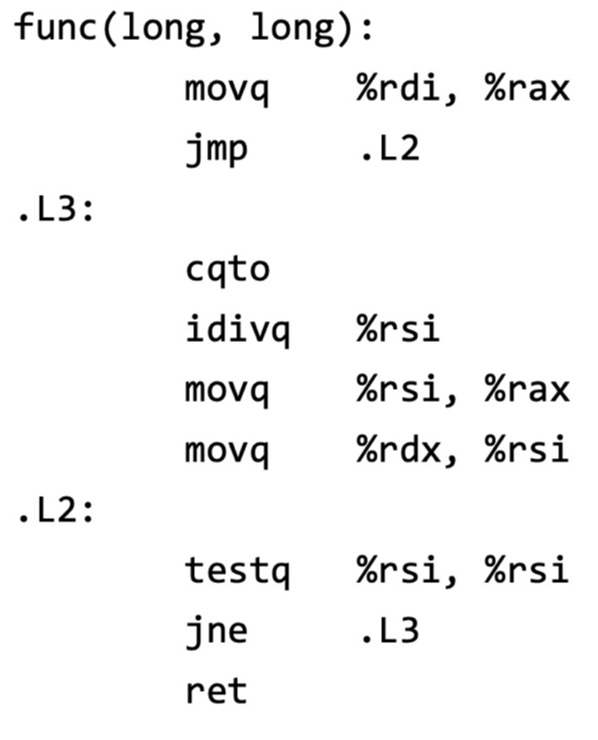 func(long, long):
movq %rdi, %rax
jmp .L2
.L3:
cqto
idivq %rsi
movq %rsi, %rax
movq %rdx, %rsi
.L2:
testq %rsi, %rsi
jne .L3
ret